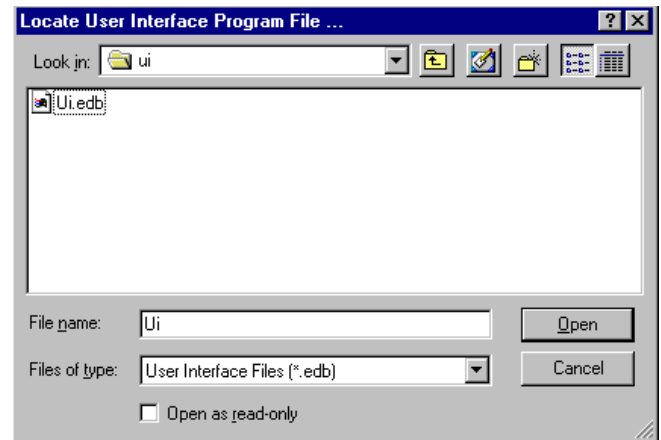 Locate User Interface Program File ...
Look in: ui
Ui.edb
File name: Ui Open
Files of type: User Interface Files (*.edb) Cancel
Open as read-only